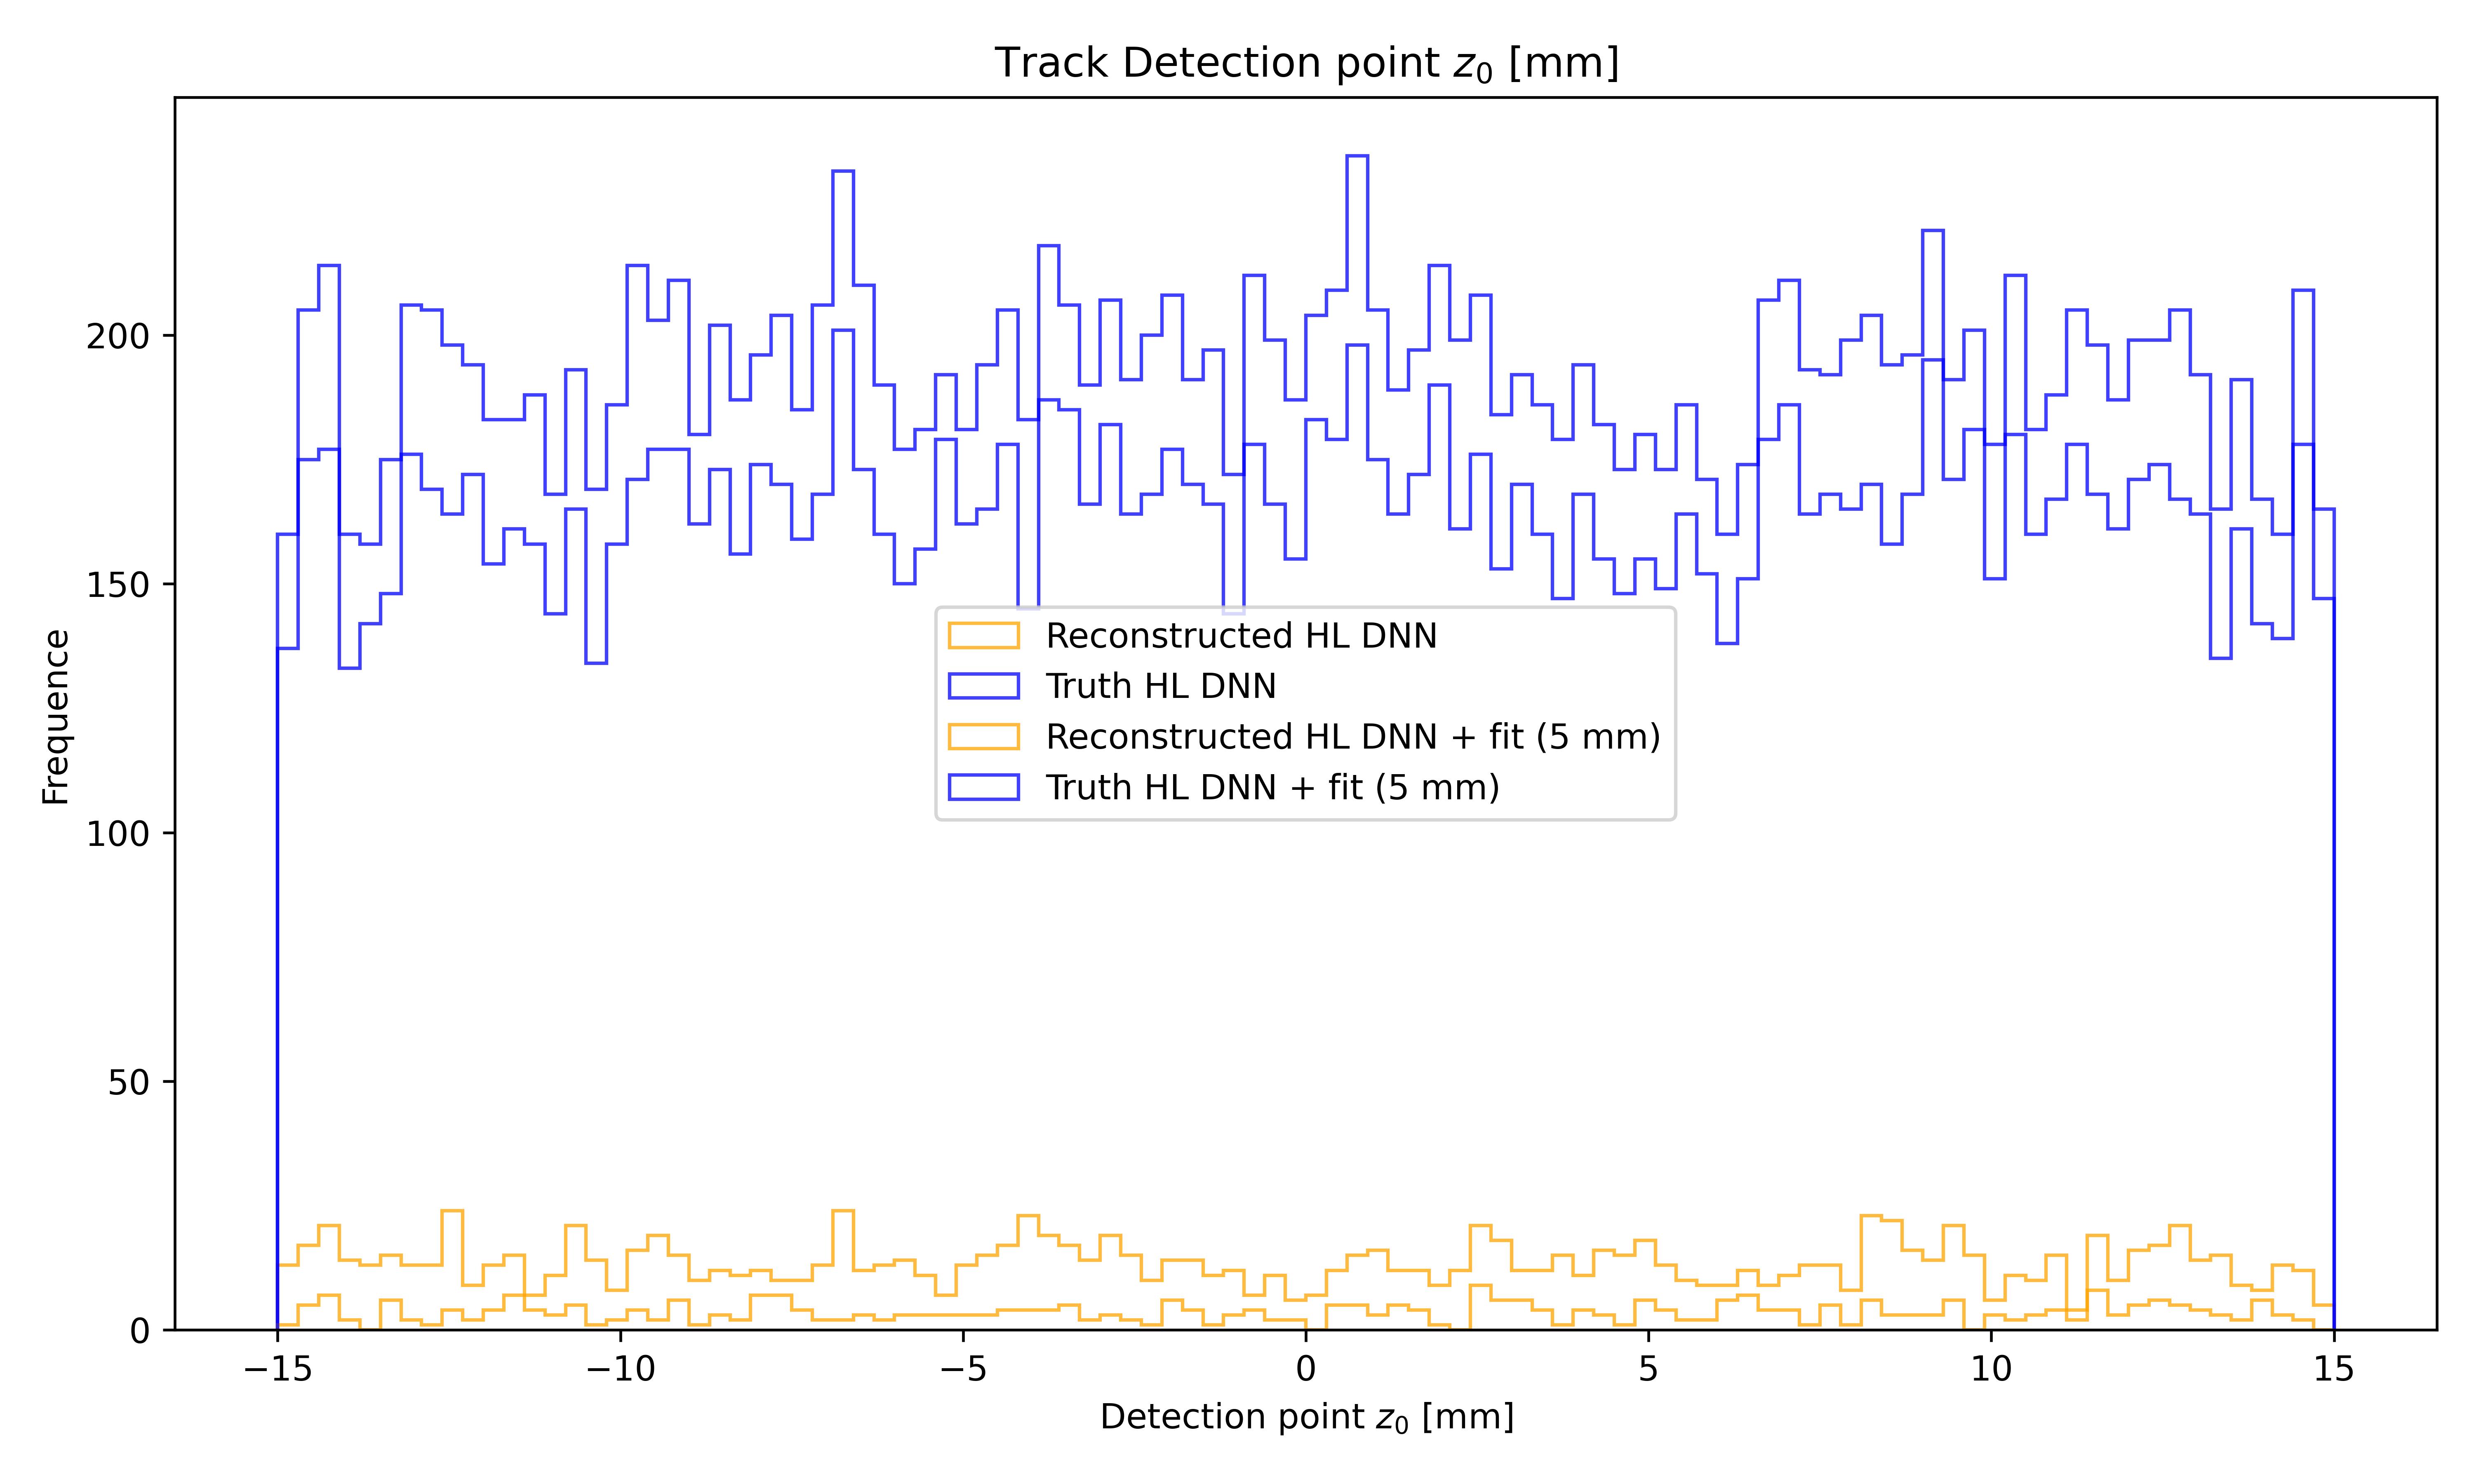 Track Detection point z₀ [mm]
Frequence
200
150
100
50
0
Reconstructed HL DNN
Truth HL DNN
Reconstructed HL DNN + fit (5 mm)
Truth HL DNN + fit (5 mm)
−15 −10 −5 0 5 10 15
Detection point z₀ [mm]